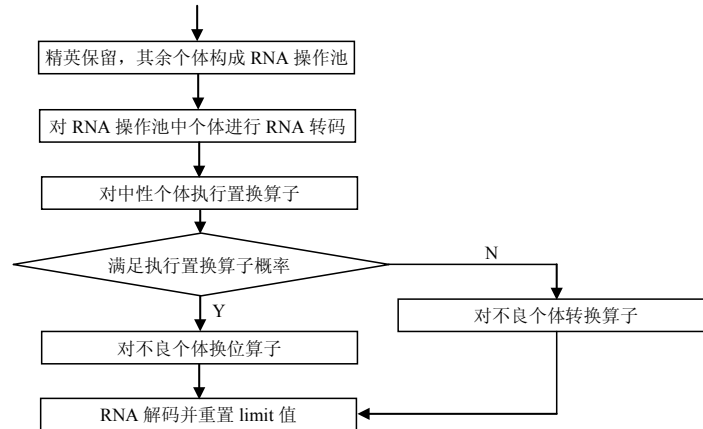 精英保留，其余个体构成 RNA 操作池
对 RNA 操作池中个体进行 RNA 转码
对中性个体执行置换算子
满足执行置换算子概率
N
Y
对不良个体转换算子
对不良个体换位算子
RNA 解码并重置 limit 值